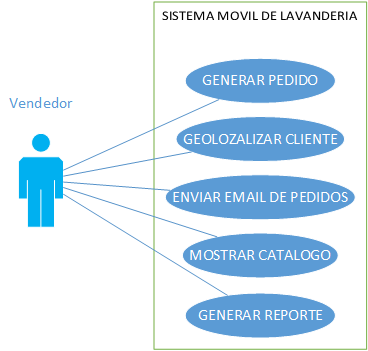 SISTEMA MOVIL DE LAVANDERIA
GENERAR PEDIDO
Vendedor
GEOLOZALIZAR CLIENTE
ENVIAR EMAIL DE PEDIDOS
MOSTRAR CATALOGO
GENERAR REPORTE